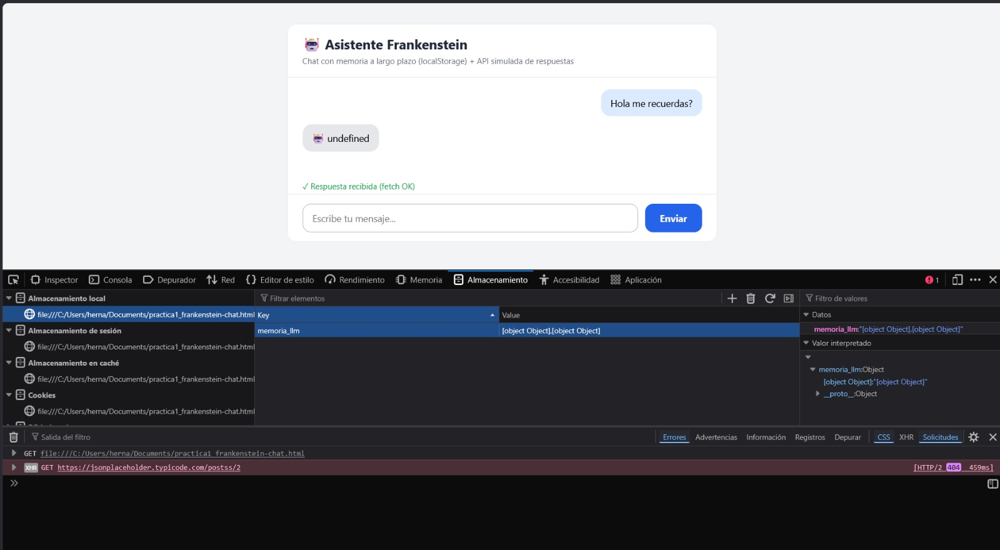 Asistente Frankenstein
Chat con memoria a largo plazo (localStorage) + API simulada de respuestas
Hola me recuerdas?
undefined
✓ Respuesta recibida (fetch OK)
Escribe tu mensaje...
Enviar
Inspector Consola Depurador Red Editor de estilo Rendimiento Memoria Almacenamiento Accesibilidad Aplicación 1
Almacenamiento local
file:///C:/Users/herna/Documents/practica1_frankenstein-chat.html
Almacenamiento de sesión
file:///C:/Users/herna/Documents/practica1_frankenstein-chat.html
Almacenamiento en caché
file:///C:/Users/herna/Documents/practica1_frankenstein-chat.html
Cookies
file:///C:/Users/herna/Documents/practica1_frankenstein-chat.html
Filtrar elementos
Key Value
memoria_llm [object Object],[object Object]
Filtro de valores
Datos
memoria_llm:"[object Object],[object Object]"
Valor interpretado
memoria_llm:Object
[object Object]:"[object Object]"
__proto__:Object
Salida del filtro Errores Advertencias Información Registros Depurar CSS XHR Solicitudes
GET file:///C:/Users/herna/Documents/practica1_frankenstein-chat.html
XHR GET https://jsonplaceholder.typicode.com/postss/2 [HTTP/2 404 459ms]